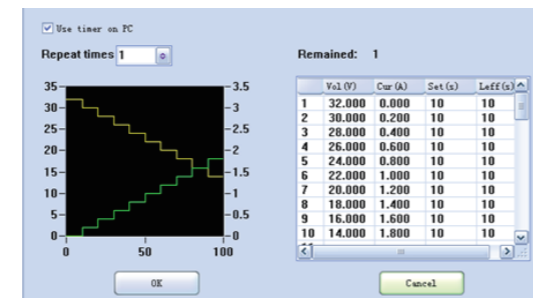 Use timer on PC
Repeat times 1
Remained: 1
35
30
25
20
15
10
5
0
3.5
3
2.5
2
1.5
1
0.5
0
0 50 100
Vol(V) Cur(A) Set(s) Leff(s)
1 32.000 0.000 10 10
2 30.000 0.200 10 10
3 28.000 0.400 10 10
4 26.000 0.600 10 10
5 24.000 0.800 10 10
6 22.000 1.000 10 10
7 20.000 1.200 10 10
8 18.000 1.400 10 10
9 16.000 1.600 10 10
10 14.000 1.800 10 10
OK
Cancel